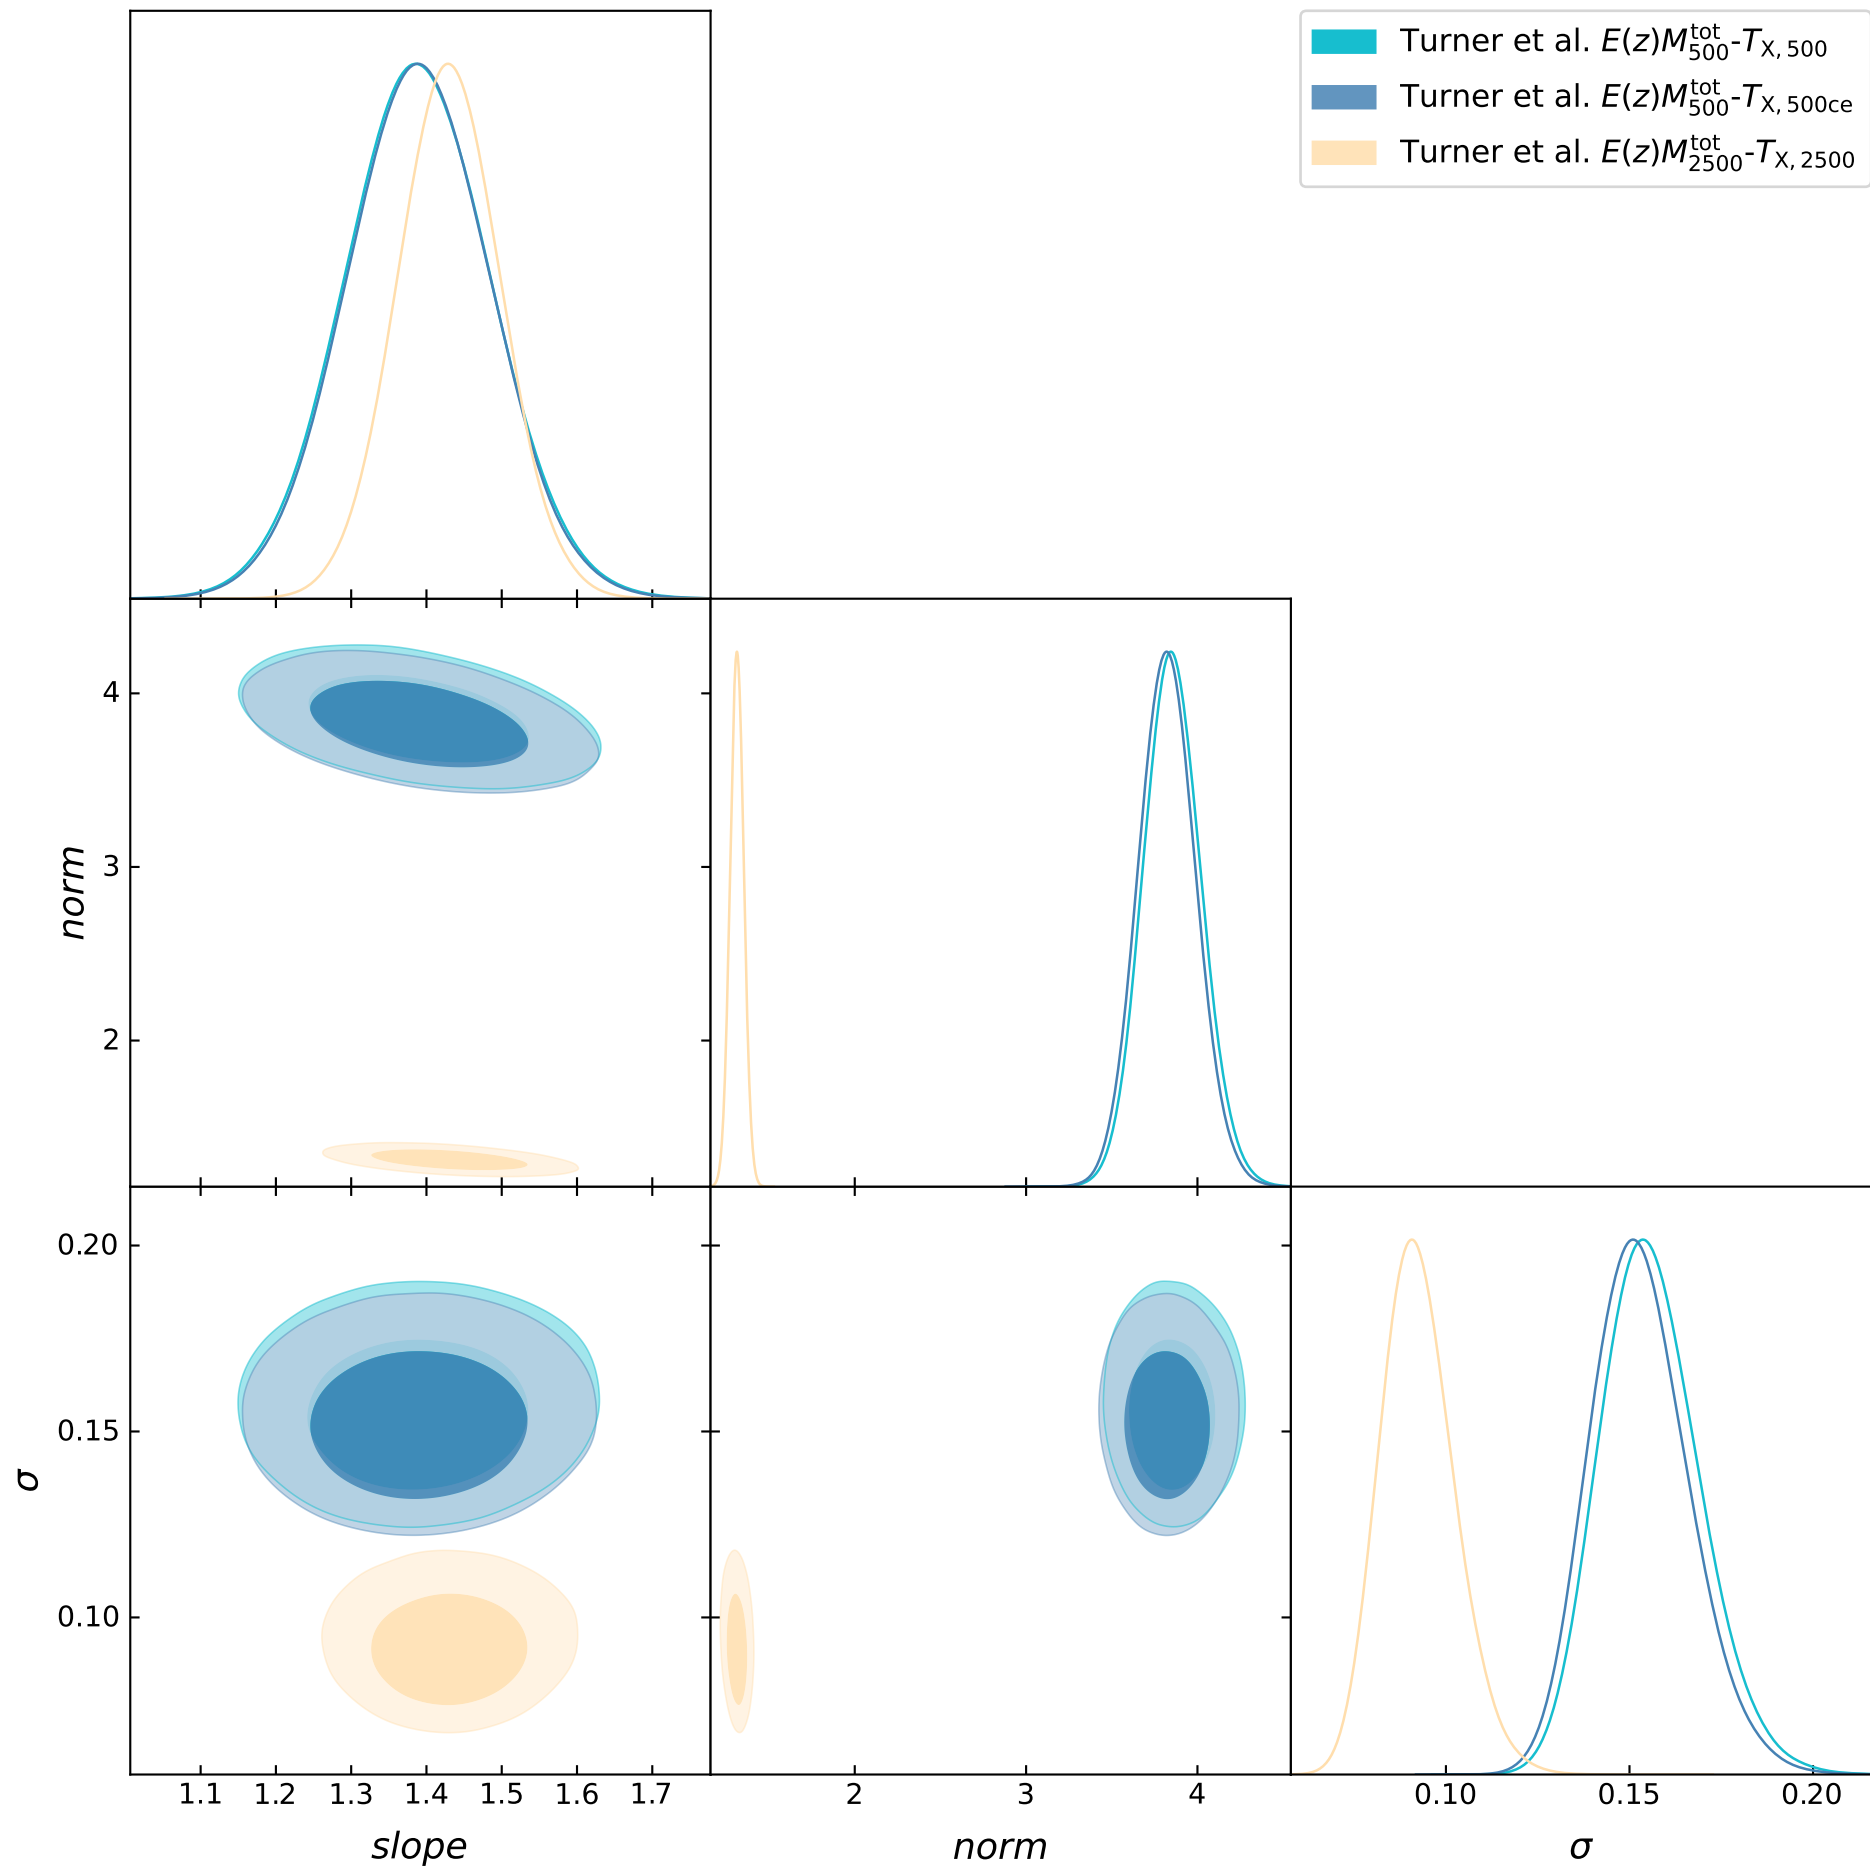 Turner et al. E(z)M^tot_500-T_X, 500
Turner et al. E(z)M^tot_500-T_X, 500ce
Turner et al. E(z)M^tot_2500-T_X, 2500
4
3
2
norm
0.20
0.15
0.10
σ
1.1 1.2 1.3 1.4 1.5 1.6 1.7
2 3 4
0.10 0.15 0.20
slope
norm
σ